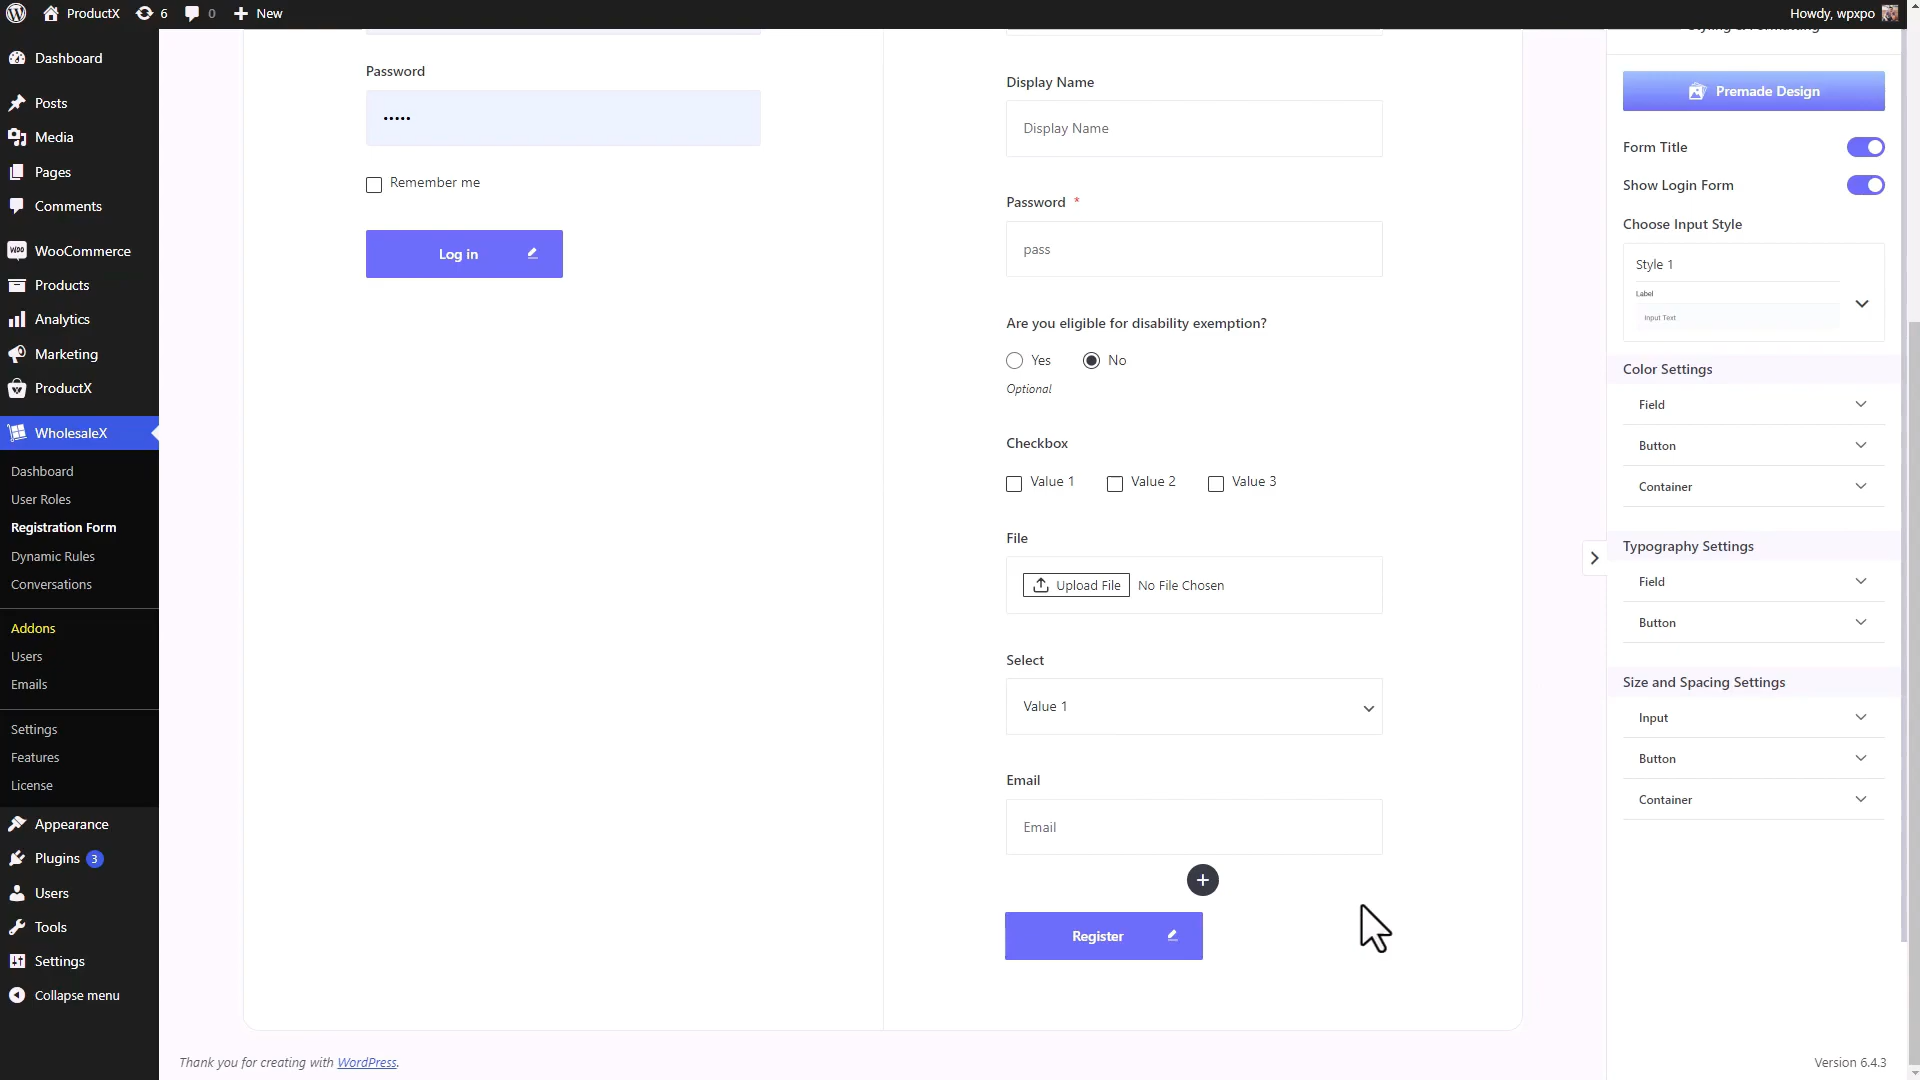 ProductX 6 0 New
Howdy, wpxpo
Dashboard
Posts
Media
Pages
Comments
WOO WooCommerce
Products
Analytics
Marketing
ProductX
WholesaleX
Dashboard
User Roles
Registration Form
Dynamic Rules
Conversations
Addons
Users
Emails
Settings
Features
License
Appearance
Plugins 3
Users
Tools
Settings
Collapse menu
Password
•••••
Remember me
Log in
Display Name
Display Name
Password *
pass
Are you eligible for disability exemption?
Yes No
Optional
Checkbox
Value 1 Value 2 Value 3
File
Upload File No File Chosen
Select
Value 1
Email
Email
Register
Styling & Formatting
Premade Design
Form Title
Show Login Form
Choose Input Style
Style 1
Label
Input Text
Color Settings
Field
Button
Container
Typography Settings
Field
Button
Size and Spacing Settings
Input
Button
Container
Thank you for creating with WordPress.
Version 6.4.3